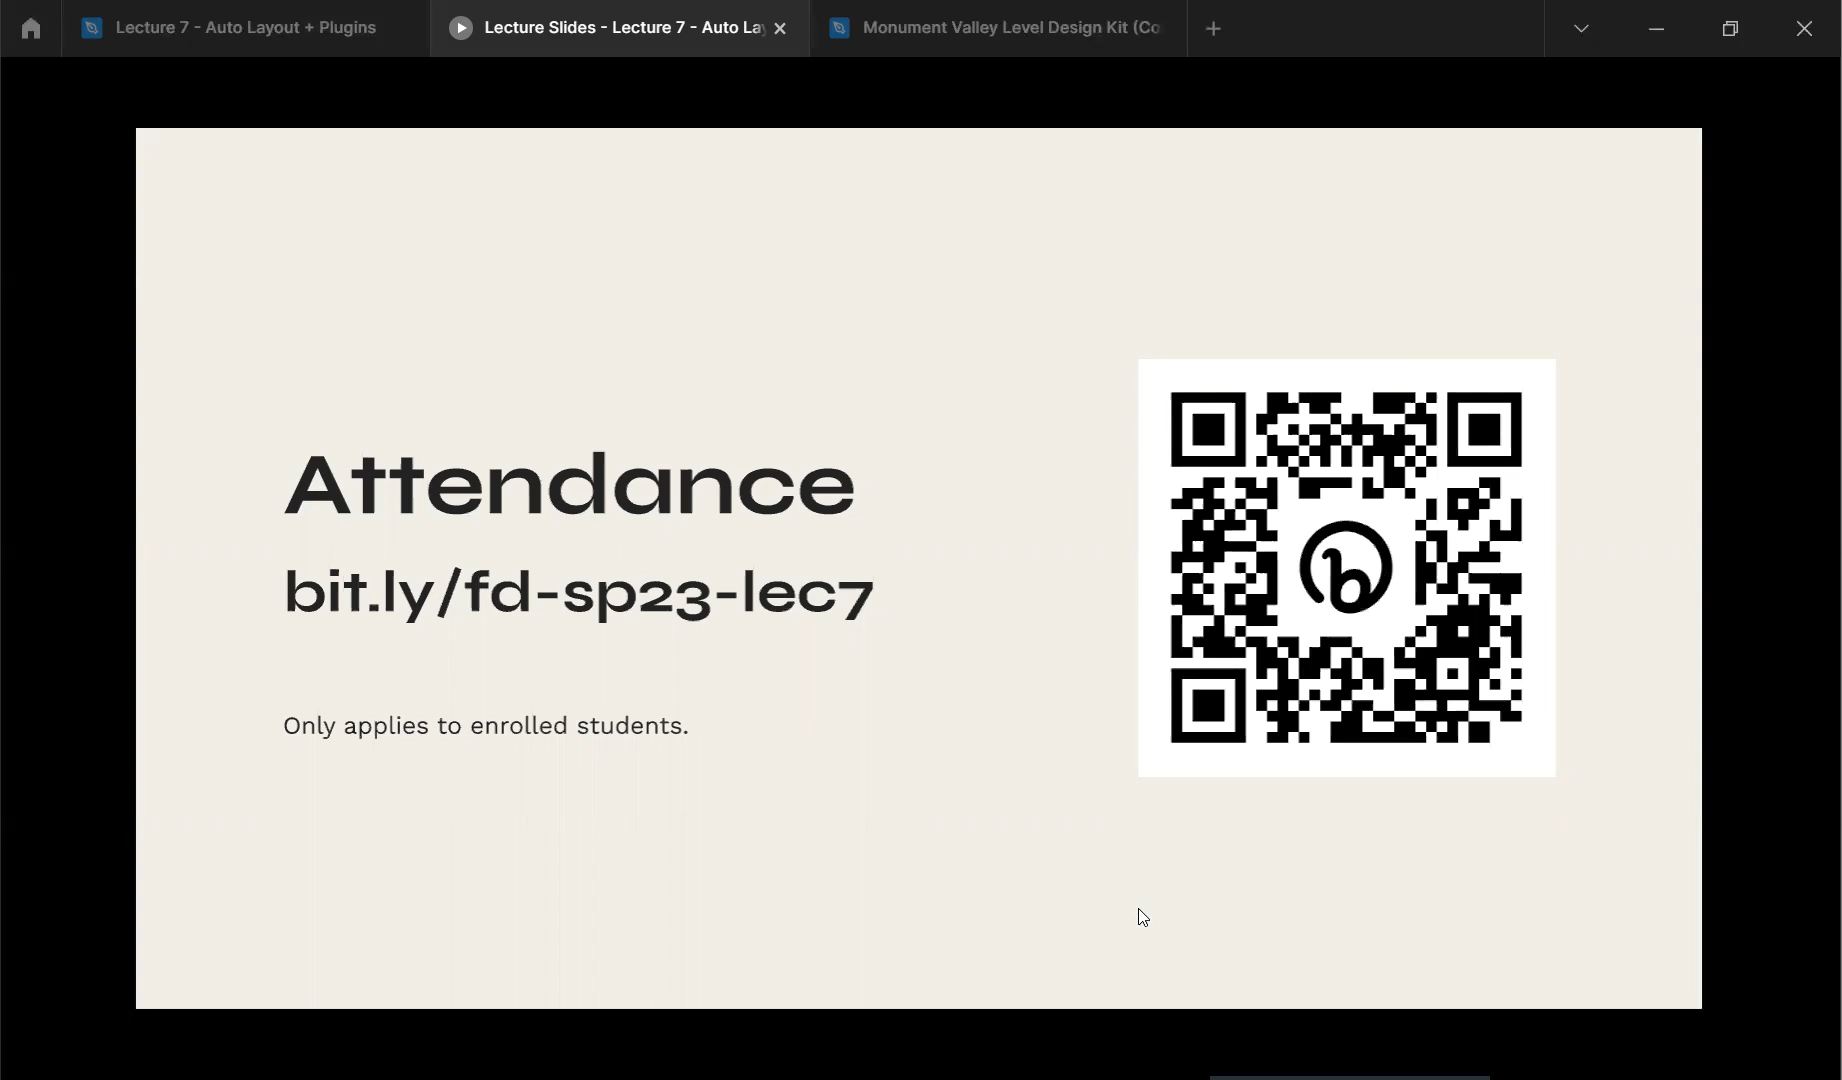 Lecture 7 - Auto Layout + Plugins
Lecture Slides - Lecture 7 - Auto La
Monument Valley Level Design Kit (Co
Attendance
bit.ly/fd-sp23-lec7
Only applies to enrolled students.
b